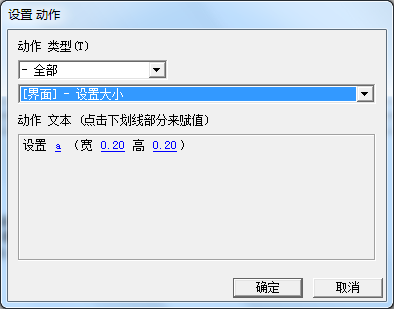 设置 动作
动作 类型(T)
- 全部
[界面] - 设置大小
动作 文本 (点击下划线部分来赋值)
设置 a (宽 0.20 高 0.20)
确定 取消